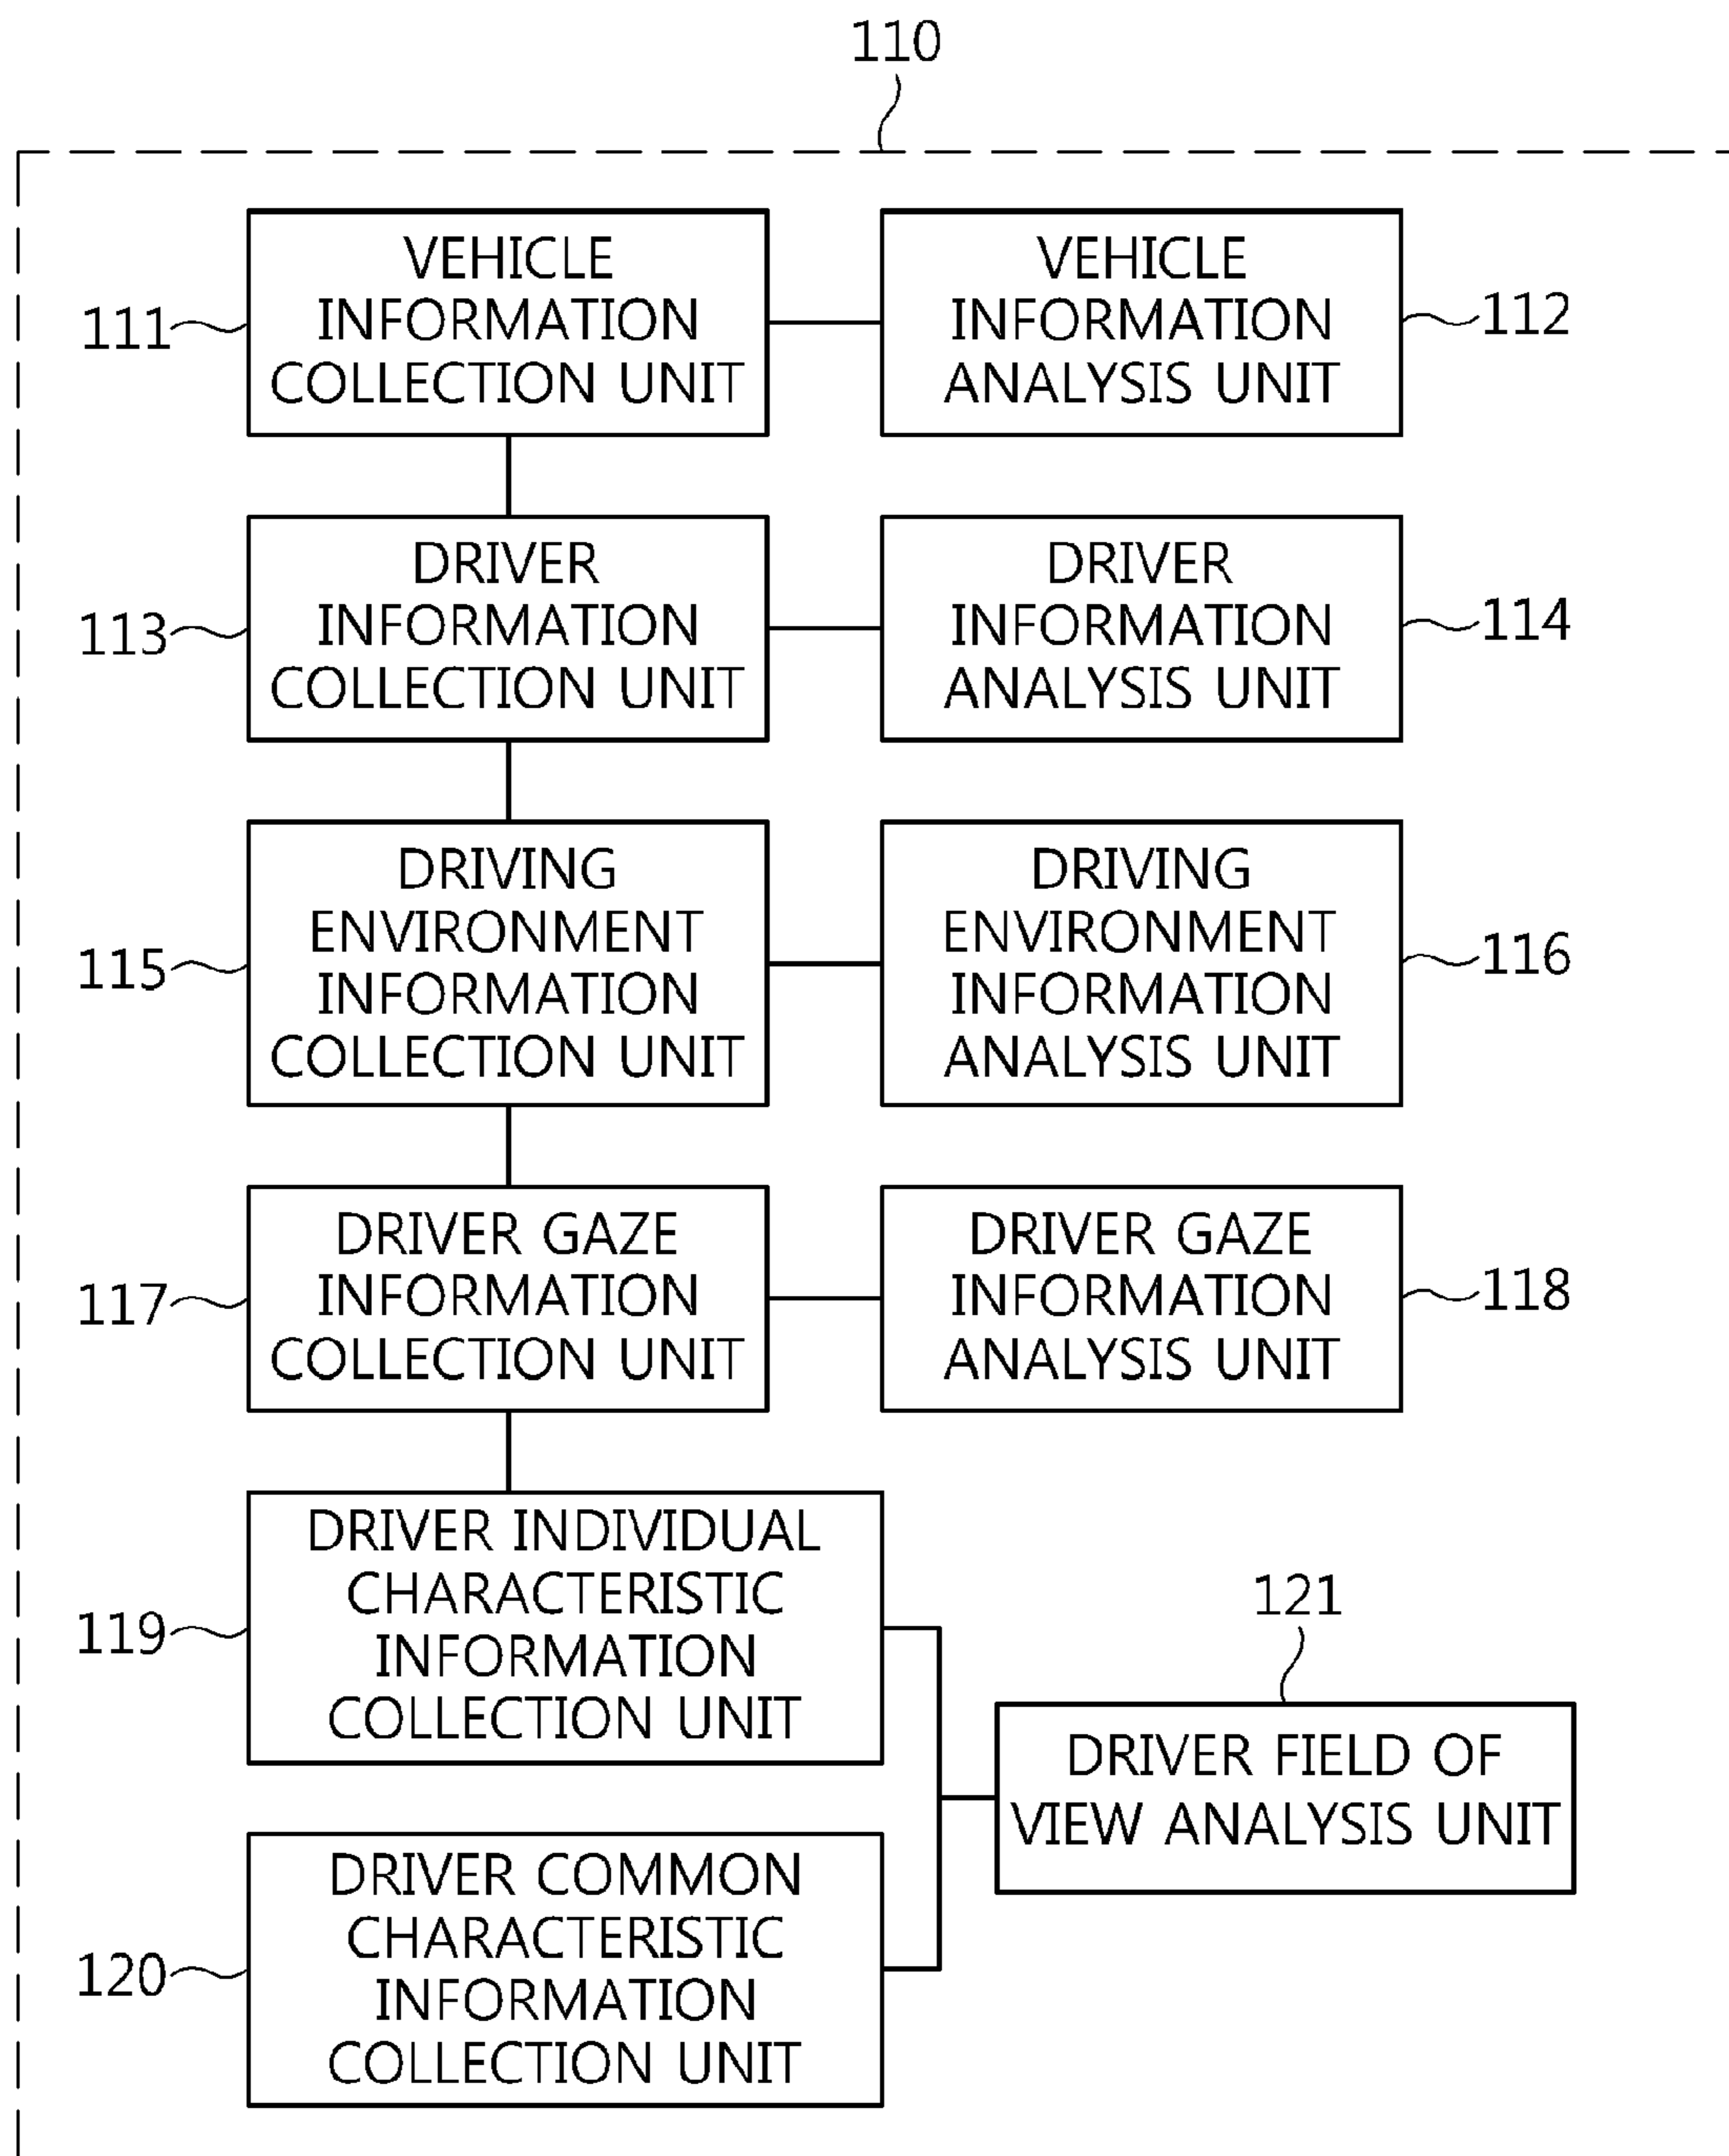 110
111
VEHICLE
INFORMATION
COLLECTION UNIT
VEHICLE
INFORMATION
ANALYSIS UNIT
112
113
DRIVER
INFORMATION
COLLECTION UNIT
DRIVER
INFORMATION
ANALYSIS UNIT
114
115
DRIVING
ENVIRONMENT
INFORMATION
COLLECTION UNIT
DRIVING
ENVIRONMENT
INFORMATION
ANALYSIS UNIT
116
117
DRIVER GAZE
INFORMATION
COLLECTION UNIT
DRIVER GAZE
INFORMATION
ANALYSIS UNIT
118
119
DRIVER INDIVIDUAL
CHARACTERISTIC
INFORMATION
COLLECTION UNIT
121
DRIVER FIELD OF
VIEW ANALYSIS UNIT
120
DRIVER COMMON
CHARACTERISTIC
INFORMATION
COLLECTION UNIT